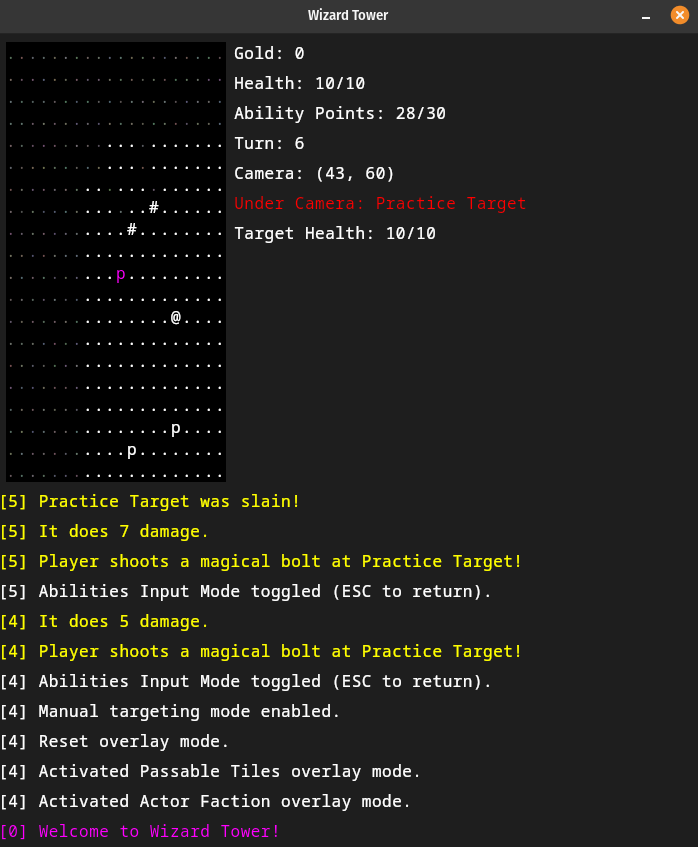 Wizard Tower
....................
....................
....................
....................
....................
....................
....................
.............#......
...........#........
....................
..........p.........
....................
...............@....
....................
....................
....................
....................
...............p....
...........p........
....................
Gold: 0
Health: 10/10
Ability Points: 28/30
Turn: 6
Camera: (43, 60)
Under Camera: Practice Target
Target Health: 10/10
[5] Practice Target was slain!
[5] It does 7 damage.
[5] Player shoots a magical bolt at Practice Target!
[5] Abilities Input Mode toggled (ESC to return).
[4] It does 5 damage.
[4] Player shoots a magical bolt at Practice Target!
[4] Abilities Input Mode toggled (ESC to return).
[4] Manual targeting mode enabled.
[4] Reset overlay mode.
[4] Activated Passable Tiles overlay mode.
[4] Activated Actor Faction overlay mode.
[0] Welcome to Wizard Tower!